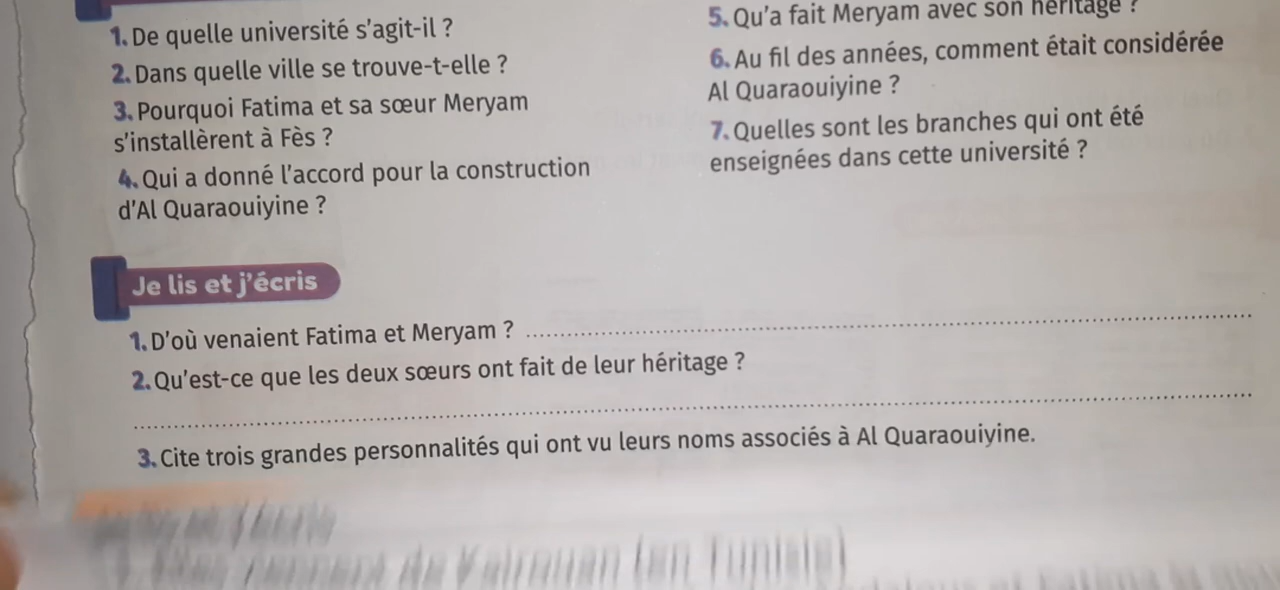 1. De quelle université s'agit-il ?
2. Dans quelle ville se trouve-t-elle ?
3. Pourquoi Fatima et sa sœur Meryam
s'installèrent à Fès ?
4. Qui a donné l'accord pour la construction
d'Al Quaraouiyine ?
5. Qu'a fait Meryam avec son héritage ?
6. Au fil des années, comment était considérée
Al Quaraouiyine ?
7. Quelles sont les branches qui ont été
enseignées dans cette université ?
Je lis et j'écris
1. D'où venaient Fatima et Meryam ?
2. Qu'est-ce que les deux sœurs ont fait de leur héritage ?
3. Cite trois grandes personnalités qui ont vu leurs noms associés à Al Quaraouiyine.
de Kairouan (en Tunisie)